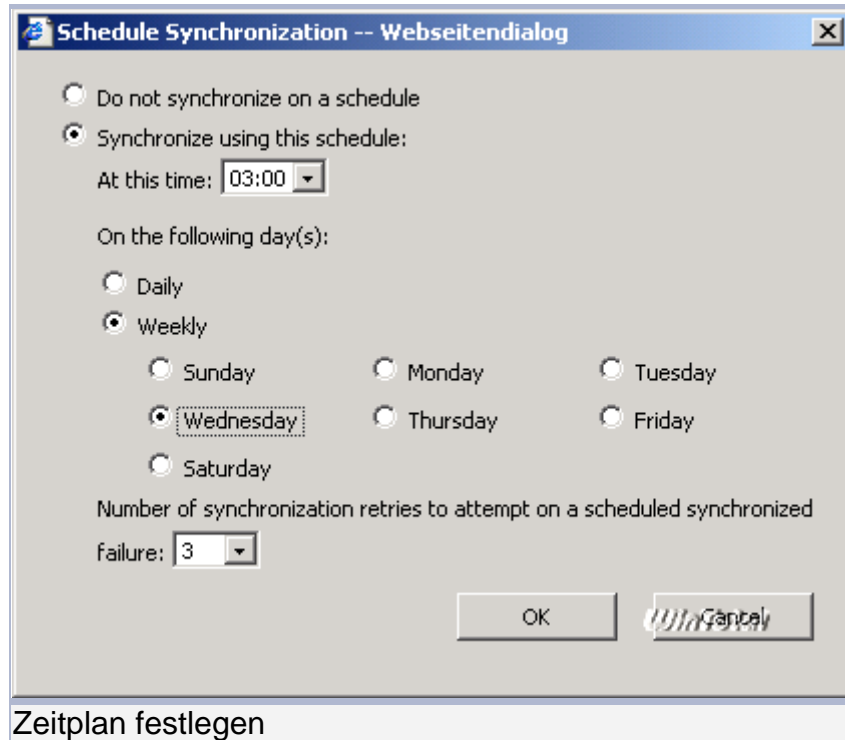 Schedule Synchronization -- Webseitendialog
Do not synchronize on a schedule
Synchronize using this schedule:
At this time: 03:00
On the following day(s):
Daily
Weekly
Sunday Monday Tuesday
Wednesday Thursday Friday
Saturday
Number of synchronization retries to attempt on a scheduled synchronized
failure: 3
OK Cancel
Zeitplan festlegen